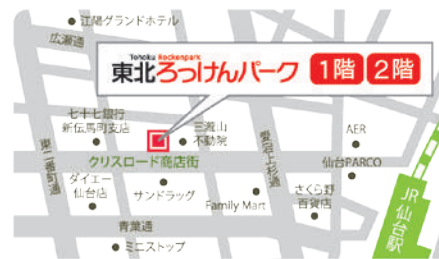 江陽グランドホテル
広瀬通
Tohoku Rockenpark
東北ろっけんパーク 1階 2階
七十七銀行
新伝馬町支店
三瀧山
不動院
AER
東二番町通
愛宕上杉通
クリスロード商店街
仙台PARCO
ダイエー
仙台店
サンドラッグ
Family Mart
さくら野
百貨店
JR仙台駅
青葉通
ミニストップ